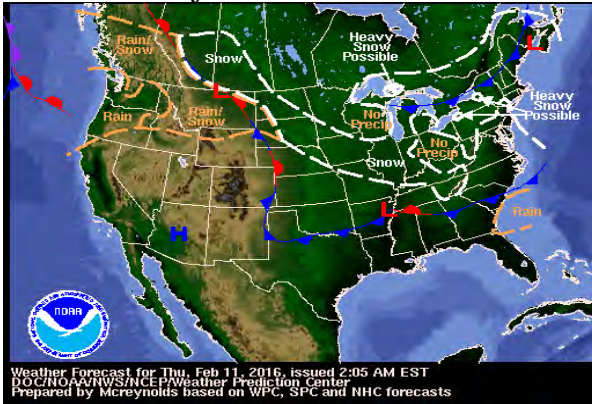 Rain/
Snow
Snow
Heavy
Snow
Possible
L
L
Rain
Rain/
Snow
No
Precip
Heavy
Snow
Possible
No
Precip
Snow
L
Rain
H
NOAA
Weather Forecast for Thu, Feb 11, 2016, issued 2:05 AM EST
DOC/NOAA/NWS/NCEP/Weather Prediction Center
Prepared by Mcreynolds based on WPC, SPC and NHC forecasts